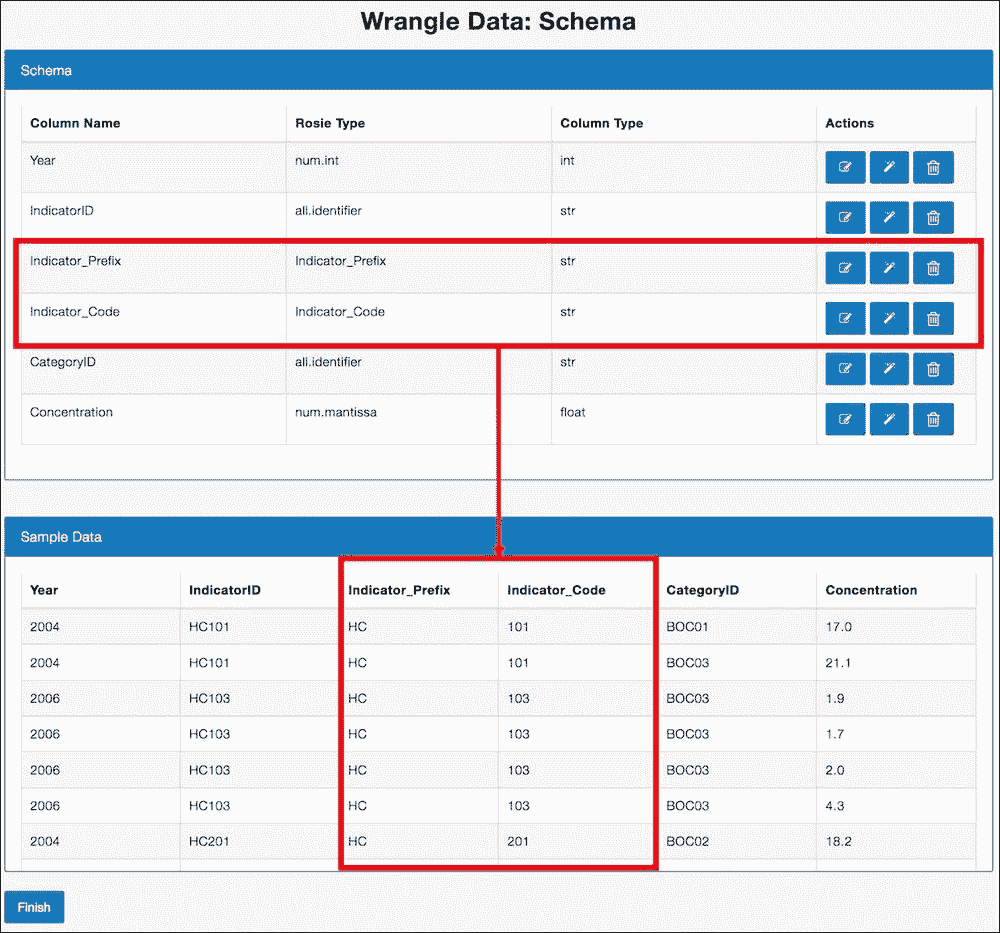 Wrangle Data: Schema
Schema
Column Name Rosie Type Column Type Actions
Year num.int int
IndicatorID all.identifier str
Indicator_Prefix Indicator_Prefix str
Indicator_Code Indicator_Code str
CategoryID all.identifier str
Concentration num.mantissa float
Sample Data
Year IndicatorID Indicator_Prefix Indicator_Code CategoryID Concentration
2004 HC101 HC 101 BOC01 17.0
2004 HC101 HC 101 BOC03 21.1
2006 HC103 HC 103 BOC03 1.9
2006 HC103 HC 103 BOC03 1.7
2006 HC103 HC 103 BOC03 2.0
2006 HC103 HC 103 BOC03 4.3
2004 HC201 HC 201 BOC02 18.2
Finish